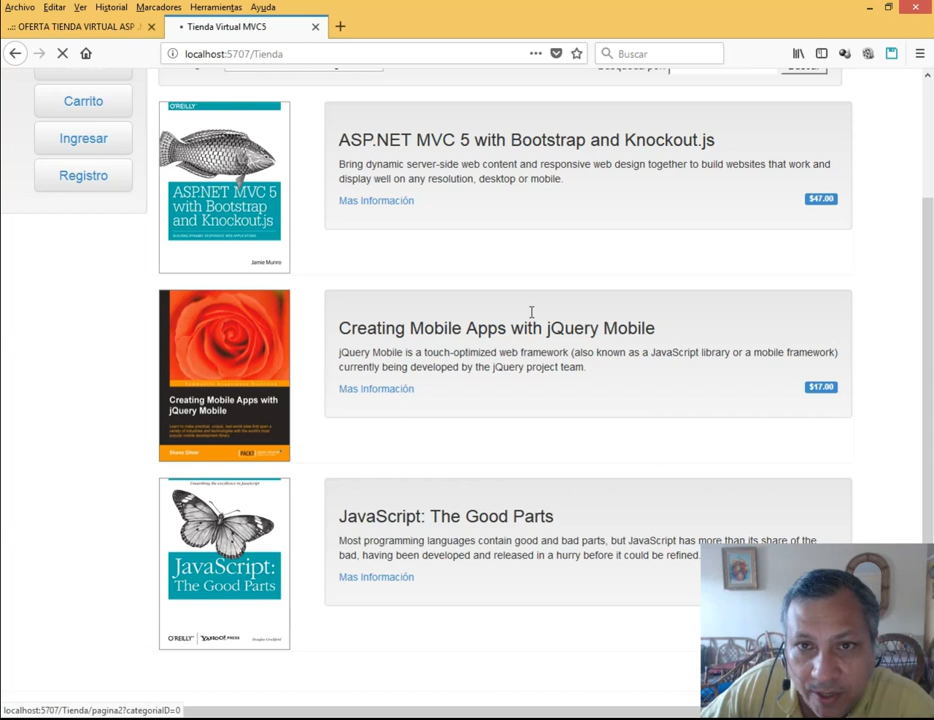 Archivo Editar Ver Historial Marcadores Herramientas Ayuda
..:: OFERTA TIENDA VIRTUAL ASP
Tienda Virtual MVC5
localhost:5707/Tienda
Buscar
Carrito
Ingresar
Registro
O'REILLY
ASP.NET MVC 5
with Bootstrap
and Knockout.js
Jamie Munro
ASP.NET MVC 5 with Bootstrap and Knockout.js
Bring dynamic server-side web content and responsive web design together to build websites that work and
display well on any resolution, desktop or mobile.
Mas Información
$47.00
Creating Mobile Apps with
jQuery Mobile
Shane Gliser
PACKT
Creating Mobile Apps with jQuery Mobile
jQuery Mobile is a touch-optimized web framework (also known as a JavaScript library or a mobile framework)
currently being developed by the jQuery project team.
Mas Información
$17.00
JavaScript:
The Good Parts
O'REILLY YAHOO! PRESS
Douglas Crockford
JavaScript: The Good Parts
Most programming languages contain good and bad parts, but JavaScript has more than its share of the
bad, having been developed and released in a hurry before it could be refined.
Mas Información
localhost:5707/Tienda/pagina2?categoriaID=0